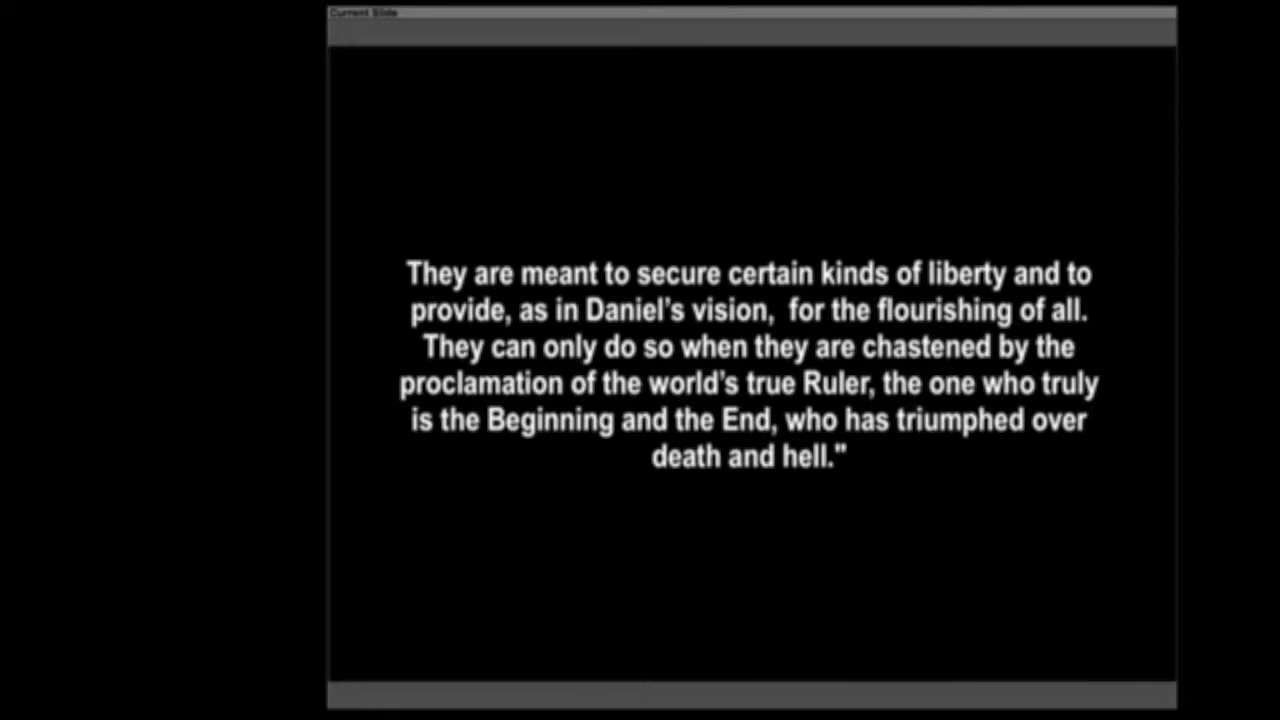 Current Slide
They are meant to secure certain kinds of liberty and to
provide, as in Daniel's vision,  for the flourishing of all.
They can only do so when they are chastened by the
proclamation of the world's true Ruler, the one who truly
is the Beginning and the End, who has triumphed over
death and hell."